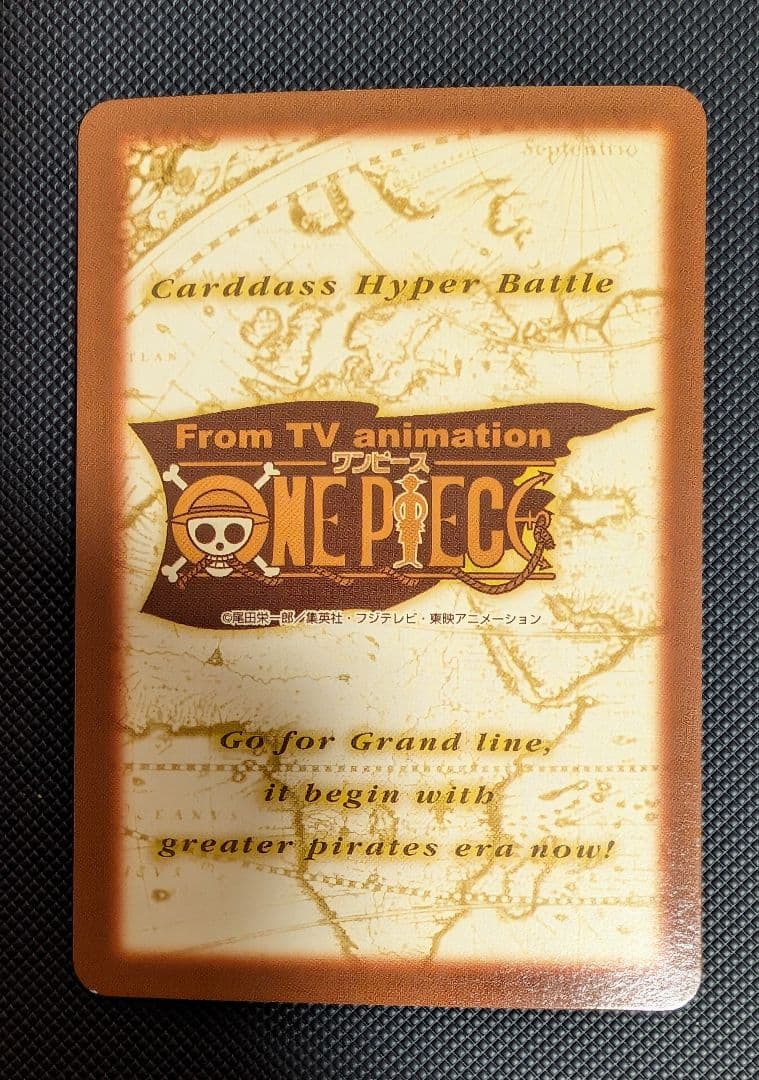 Septentrio
Carddass Hyper Battle
TLAN
From TV animation
ワンピース
ONE PIECE
©尾田栄一郎/集英社・フジテレビ・東映アニメーション
Go for Grand line,
it begin with
greater pirates era now!